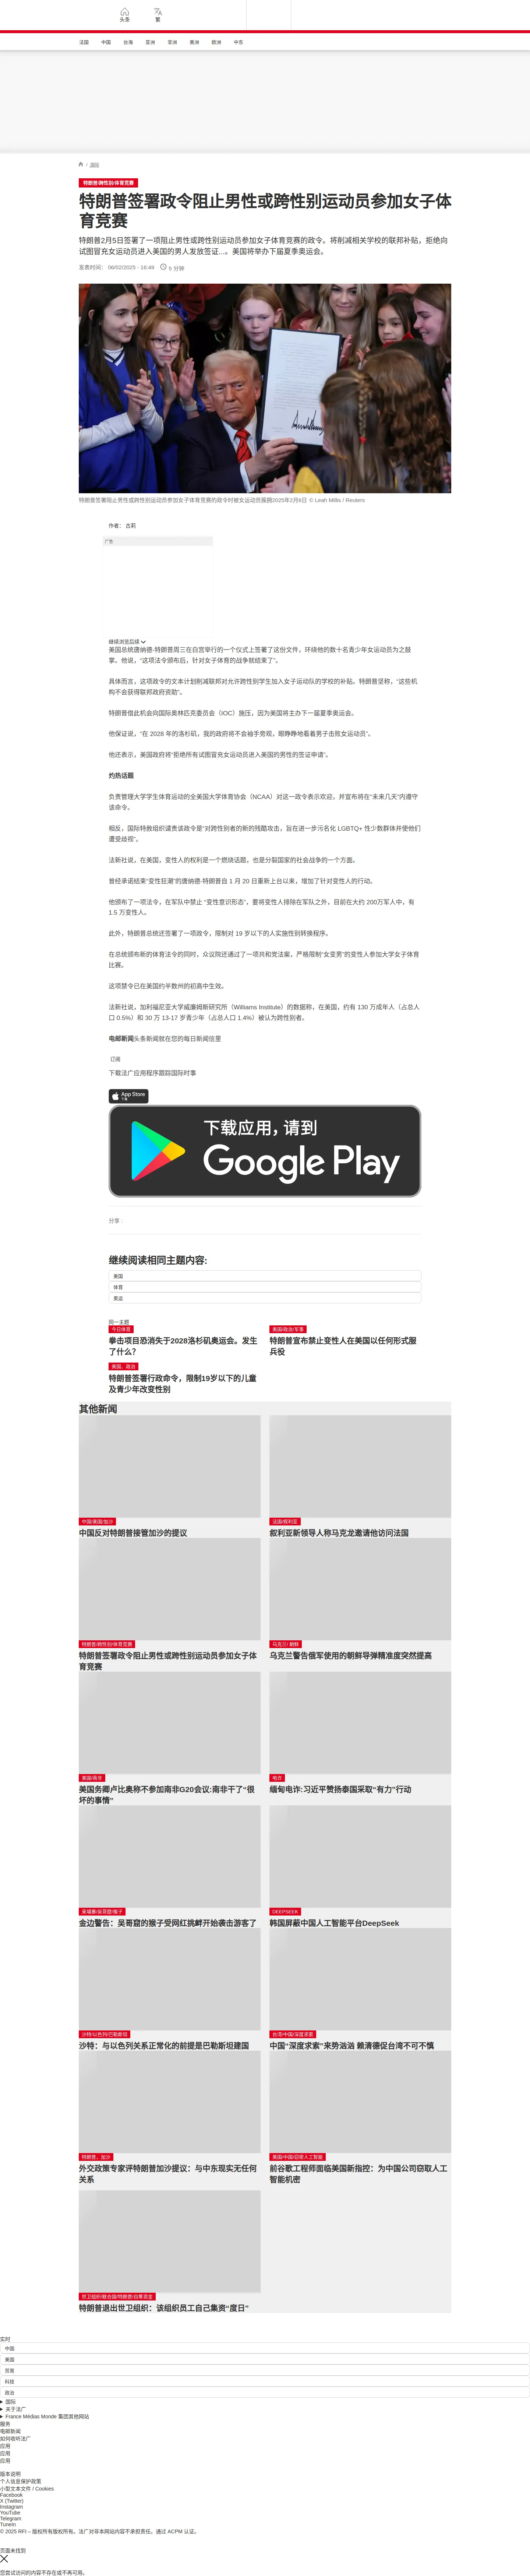 头条
繁
法国
中国
台海
亚洲
非洲
美洲
欧洲
中东
/ 国际
特朗普/跨性别/体育竞赛
特朗普签署政令阻止男性或跨性别运动员参加女子体
育竞赛
特朗普2月5日签署了一项阻止男性或跨性别运动员参加女子体育竞赛的政令。将削减相关学校的联邦补贴，拒绝向
试图冒充女运动员进入美国的男人发放签证...。美国将举办下届夏季奥运会。
发表时间： 06/02/2025 - 16:49
5 分钟
特朗普签署阻止男性或跨性别运动员参加女子体育竞赛的政令时被女运动员簇拥2025年2月6日 © Leah Millis / Reuters
作者： 古莉
广告
继续浏览后续
美国总统唐纳德·特朗普周三在白宫举行的一个仪式上签署了这份文件，环绕他的数十名青少年女运动员为之鼓
掌。他说，“这项法令颁布后，针对女子体育的战争就结束了”。
具体而言，这项政令的文本计划削减联邦对允许跨性别学生加入女子运动队的学校的补贴。特朗普坚称，“这些机
构不会获得联邦政府资助”。
特朗普借此机会向国际奥林匹克委员会（IOC）施压，因为美国将主办下一届夏季奥运会。
他保证说，“在 2028 年的洛杉矶，我的政府将不会袖手旁观，眼睁睁地看着男子击败女运动员”。
他还表示，美国政府将“拒绝所有试图冒充女运动员进入美国的男性的签证申请”。
灼热话题
负责管理大学学生体育运动的全美国大学体育协会（NCAA）对这一政令表示欢迎，并宣布将在“未来几天”内遵守
该命令。
相反，国际特赦组织谴责该政令是“对跨性别者的新的残酷攻击，旨在进一步污名化 LGBTQ+ 性少数群体并使他们
遭受歧视”。
法新社说，在美国，变性人的权利是一个燃烧话题，也是分裂国家的社会战争的一个方面。
曾经承诺结束“变性狂潮”的唐纳德·特朗普自 1 月 20 日重新上台以来，增加了针对变性人的行动。
他颁布了一项法令，在军队中禁止 “变性意识形态”，要将变性人排除在军队之外，目前在大约 200万军人中，有
1.5 万变性人。
此外，特朗普总统还签署了一项政令，限制对 19 岁以下的人实施性别转换程序。
在总统颁布新的体育法令的同时，众议院还通过了一项共和党法案，严格限制“女变男”的变性人参加大学女子体育
比赛。
这项禁令已在美国约半数州的初高中生效。
法新社说，加利福尼亚大学威廉姆斯研究所（Williams Institute）的数据称，在美国，约有 130 万成年人（占总人
口 0.5%）和 30 万 13-17 岁青少年（占总人口 1.4%）被认为跨性别者。
电邮新闻头条新闻就在您的每日新闻信里
订阅
下载法广应用程序跟踪国际时事
App Store
下载应用，请到
Google Play
分享 :
继续阅读相同主题内容:
美国
体育
奥运
同一主题
今日体育
拳击项目恐消失于2028洛杉矶奥运会。发生
了什么？
美国/政治/军事
特朗普宣布禁止变性人在美国以任何形式服
兵役
美国、政治
特朗普签署行政命令，限制19岁以下的儿童
及青少年改变性别
其他新闻
中国/美国/加沙
中国反对特朗普接管加沙的提议
法国/叙利亚
叙利亚新领导人称马克龙邀请他访问法国
特朗普/跨性别/体育竞赛
特朗普签署政令阻止男性或跨性别运动员参加女子体
育竞赛
乌克兰/ 朝鲜
乌克兰警告俄军使用的朝鲜导弹精准度突然提高
美国/南非
美国务卿卢比奥称不参加南非G20会议:南非干了“很
坏的事情”
电诈
缅甸电诈:习近平赞扬泰国采取“有力”行动
柬埔寨/吴哥窟/猴子
金边警告：吴哥窟的猴子受网红挑衅开始袭击游客了
DEEPSEEK
韩国屏蔽中国人工智能平台DeepSeek
沙特/以色列/巴勒斯坦
沙特：与以色列关系正常化的前提是巴勒斯坦建国
台湾/中国/深度求索
中国“深度求索”来势汹汹 赖清德促台湾不可不慎
特朗普、加沙
外交政策专家评特朗普加沙提议：与中东现实无任何
关系
美国/中国/窃密人工智能
前谷歌工程师面临美国新指控：为中国公司窃取人工
智能机密
世卫组织/联合国/特朗普/自筹资金
特朗普退出世卫组织：该组织员工自己集资“度日”
实时
中国
美国
贸易
科技
政治
国际
关于法广
France Médias Monde 集团其他网站
服务
电邮新闻
如何收听法广
应用
应用
应用
版本说明
个人信息保护政策
小型文本文件 / Cookies
Facebook
X (Twitter)
Instagram
YouTube
Telegram
TuneIn
© 2025 RFI – 版权所有版权所有。法广对非本网站内容不承担责任。通过 ACPM 认证。
页面未找到
您尝试访问的内容不存在或不再可用。